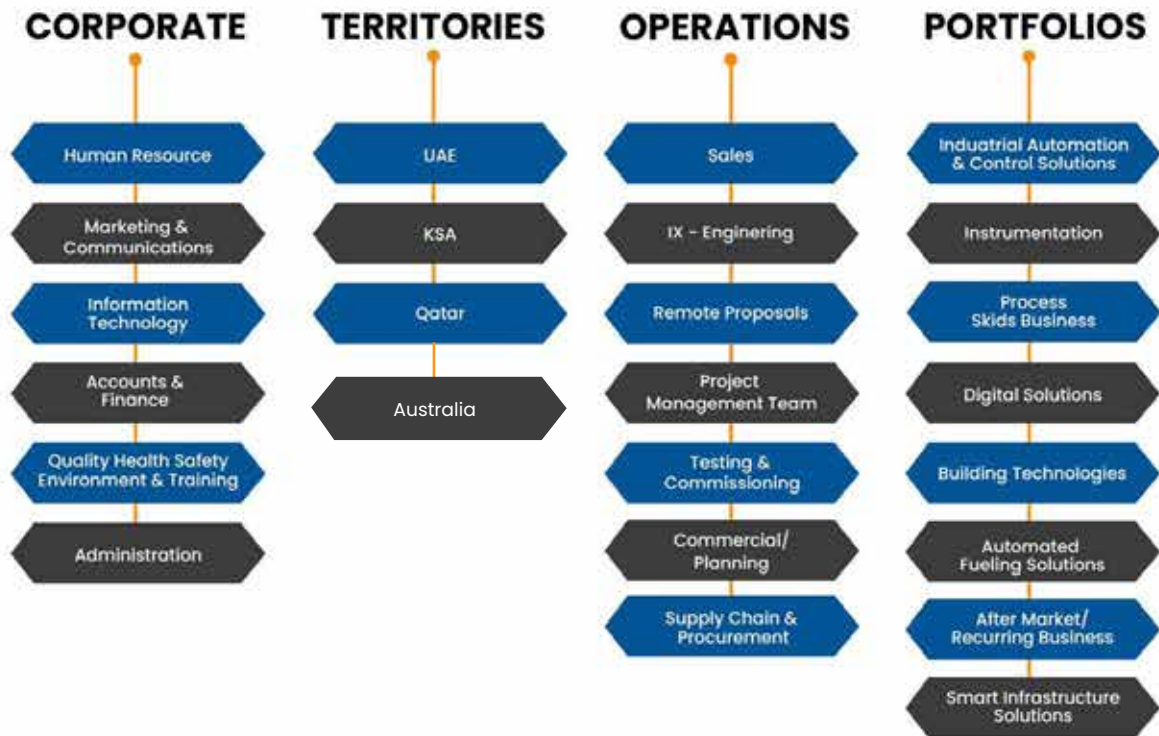 CORPORATE
Human Resource
Marketing &
Communications
Information
Technology
Accounts &
Finance
Quality Health Safety
Environment & Training
Administration
TERRITORIES
UAE
KSA
Qatar
Australia
OPERATIONS
Sales
IX - Enginering
Remote Proposals
Project
Management Team
Testing &
Commissioning
Commercial/
Planning
Supply Chain &
Procurement
PORTFOLIOS
Induatrial Automation
& Control Solutions
Instrumentation
Process
Skids Business
Digital Solutions
Building Technologies
Automated
Fueling Solutions
After Market/
Recurring Business
Smart Infrastructure
Solutions